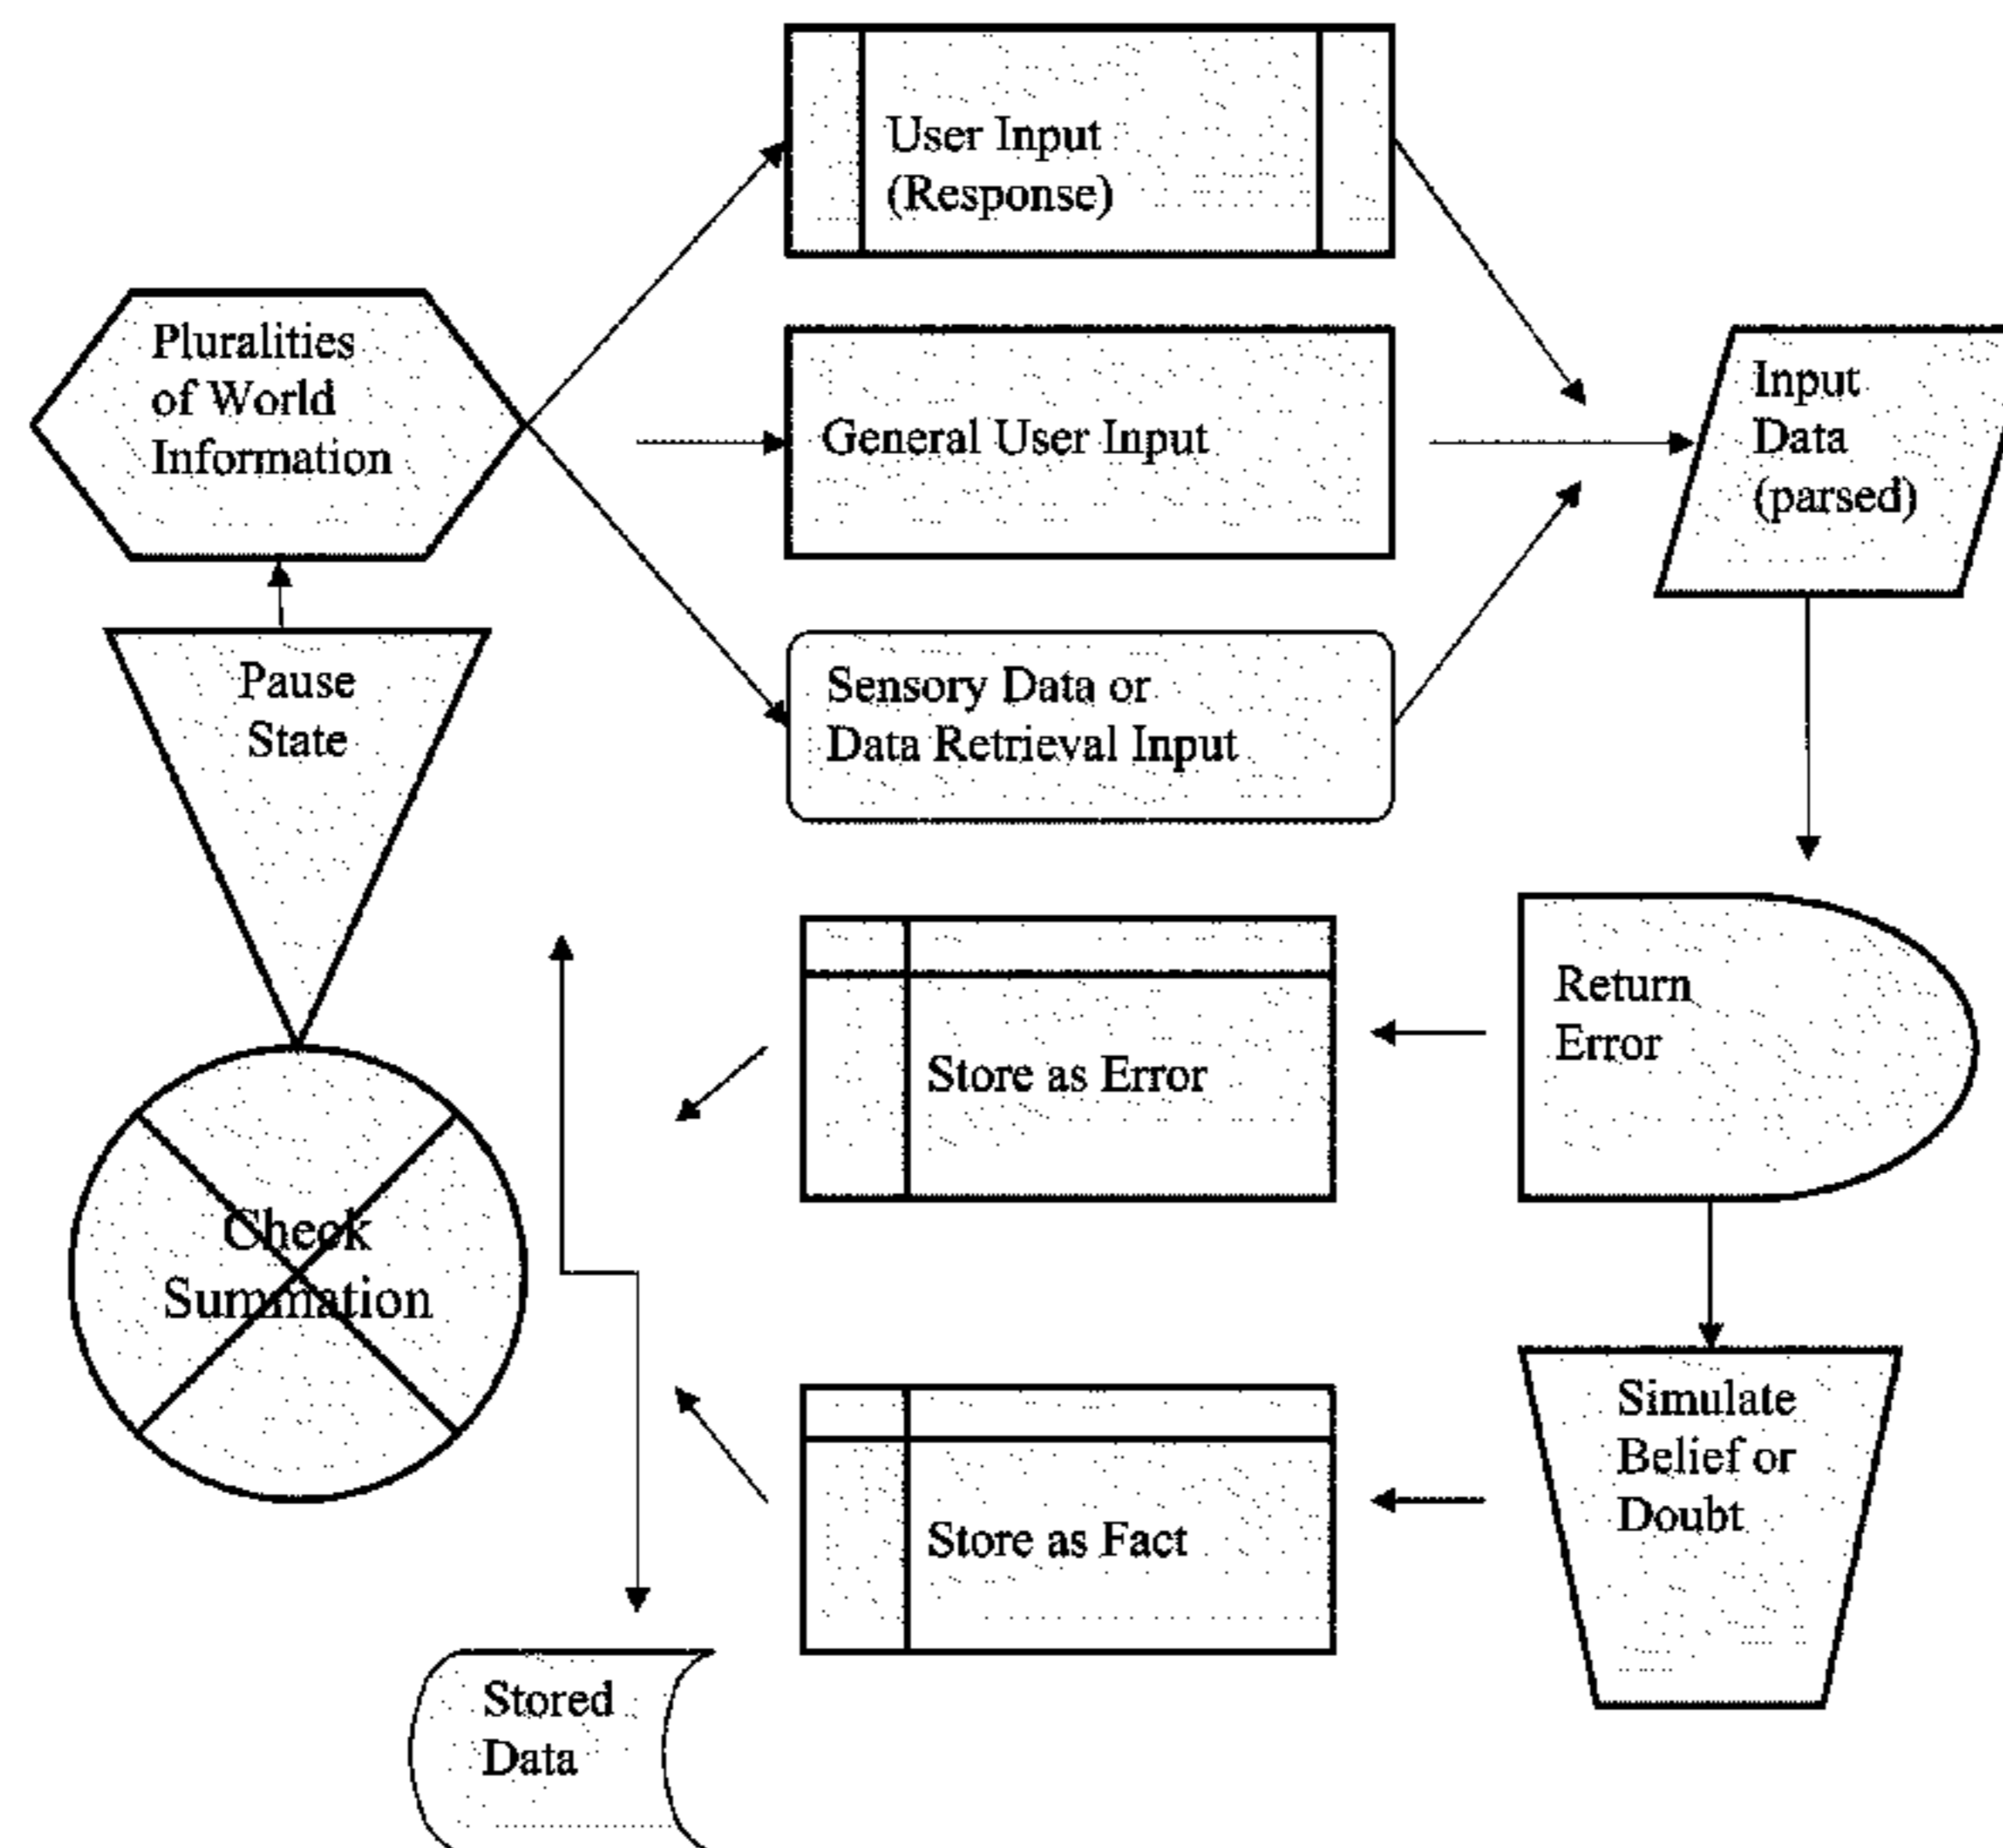 User Input
(Response)
Pluralities
of World
Information
General User Input
Input
Data
(parsed)
Pause
State
Sensory Data or
Data Retrieval Input
Return
Error
Store as Error
Check
Summation
Simulate
Belief or
Doubt
Store as Fact
Stored
Data